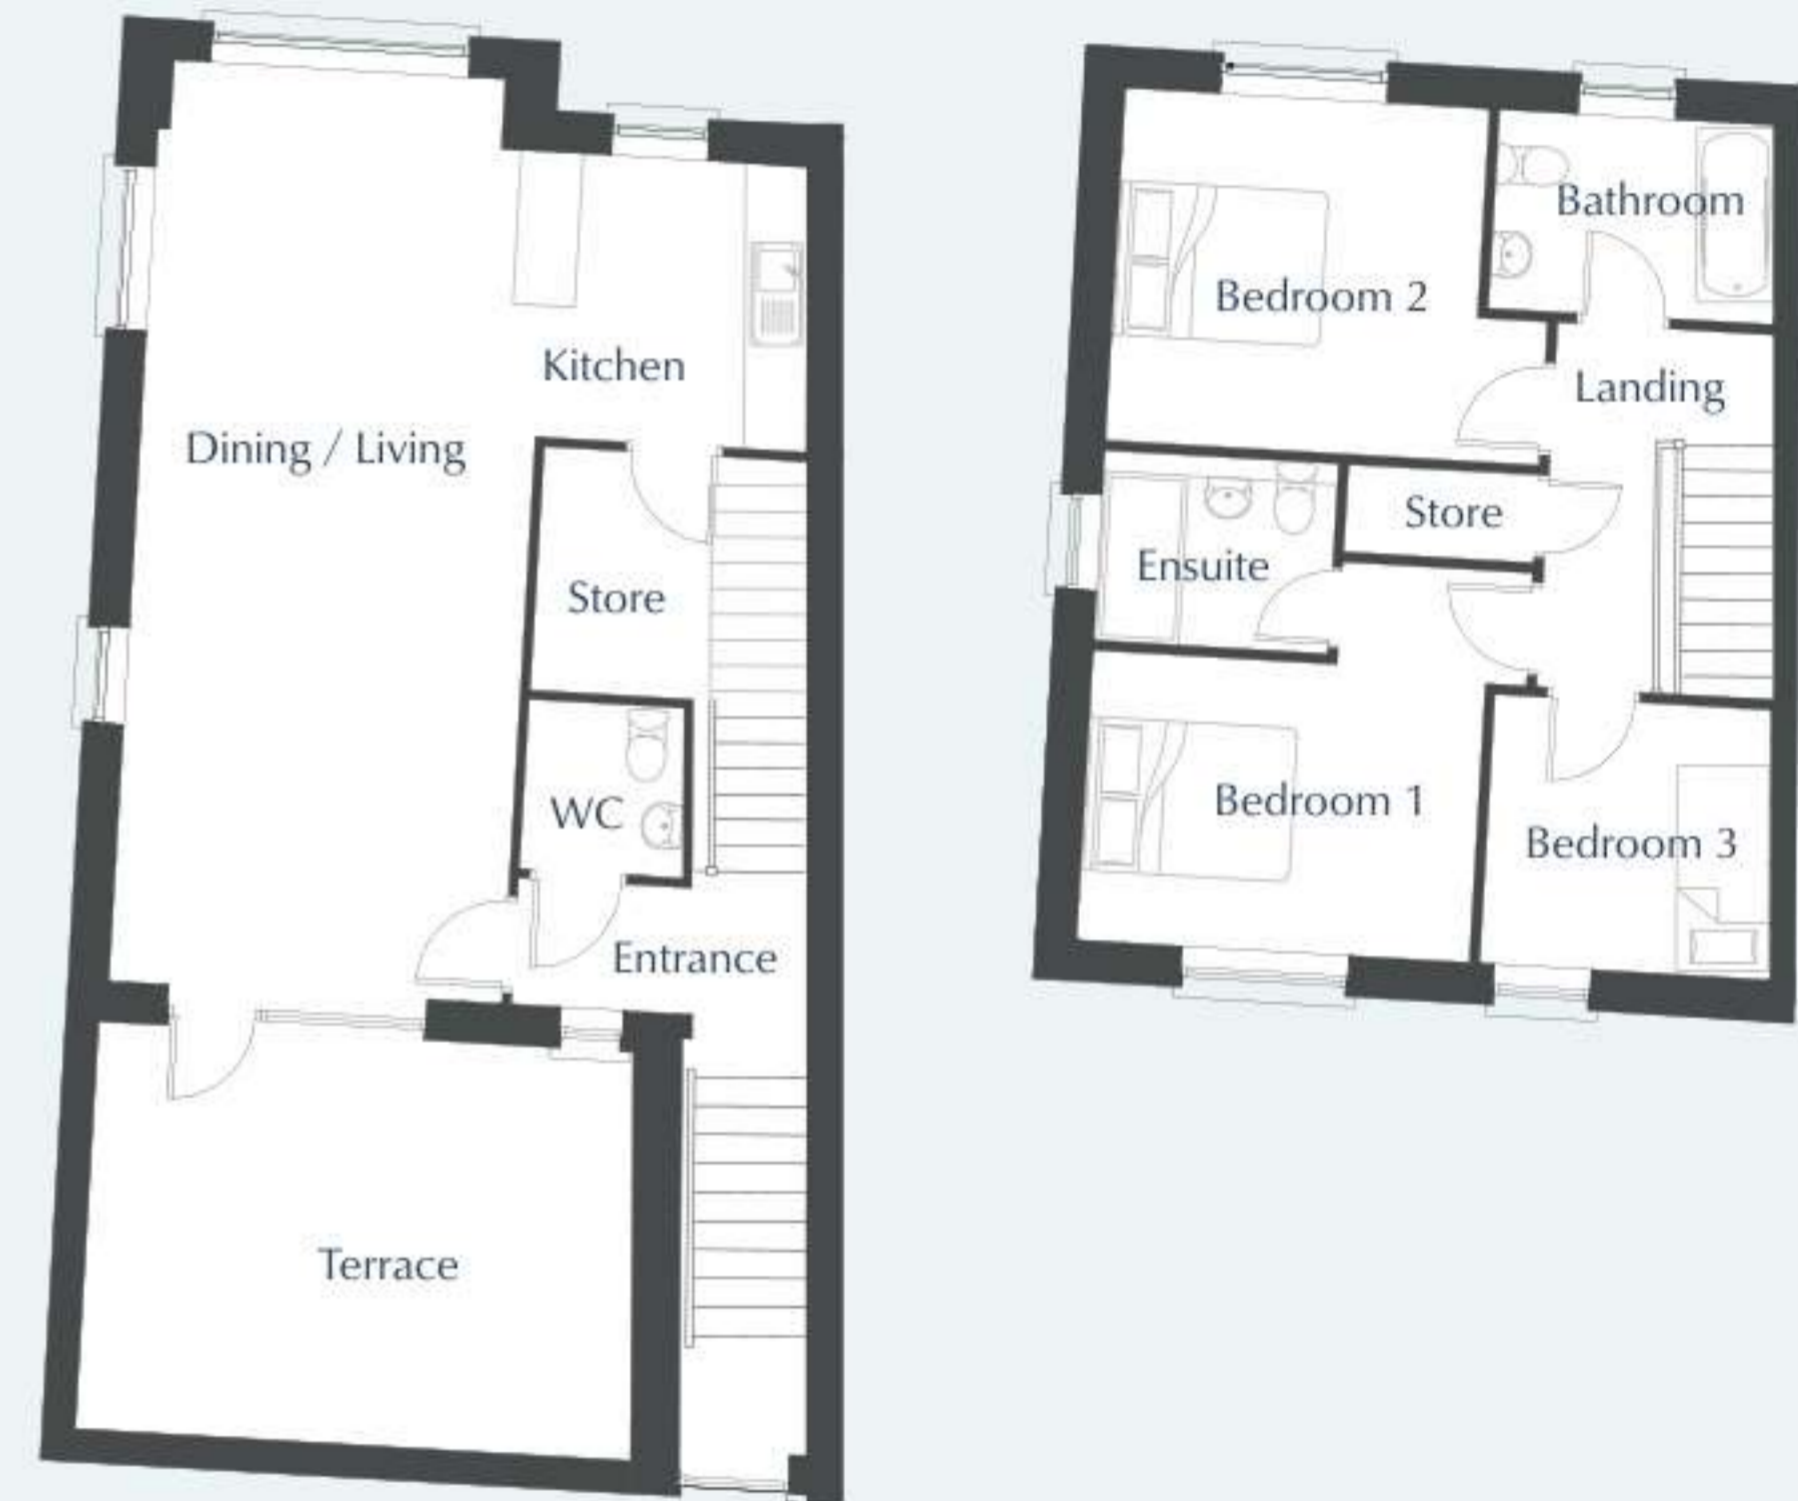 Kitchen
Dining / Living
Store
WC
Entrance
Terrace
Bathroom
Bedroom 2
Landing
Store
Ensuite
Bedroom 1
Bedroom 3